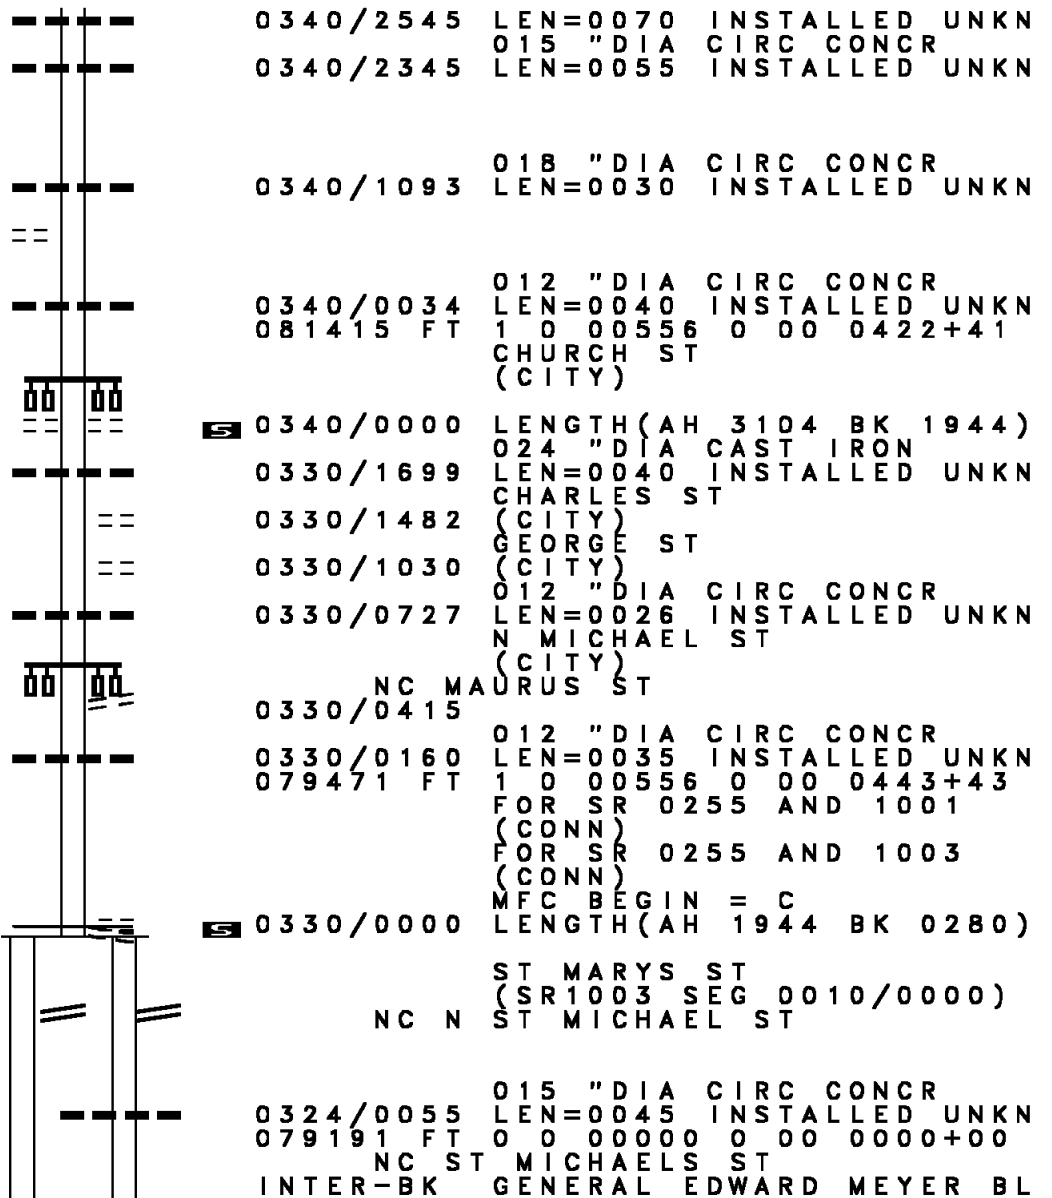 0340/2545 LEN=0070 INSTALLED UNKN
015 "DIA CIRC CONCR
0340/2345 LEN=0055 INSTALLED UNKN
018 "DIA CIRC CONCR
0340/1093 LEN=0030 INSTALLED UNKN
012 "DIA CIRC CONCR
0340/0034 LEN=0040 INSTALLED UNKN
081415 FT 1 0 00556 0 00 0422+41
CHURCH ST
(CITY)
S 0340/0000 LENGTH(AH 3104 BK 1944)
024 "DIA CAST IRON
0330/1699 LEN=0040 INSTALLED UNKN
CHARLES ST
0330/1482 (CITY)
GEORGE ST
0330/1030 (CITY)
012 "DIA CIRC CONCR
0330/0727 LEN=0026 INSTALLED UNKN
N MICHAEL ST
(CITY)
NC MAURUS ST
0330/0415
012 "DIA CIRC CONCR
0330/0160 LEN=0035 INSTALLED UNKN
079471 FT 1 0 00556 0 00 0443+43
FOR SR 0255 AND 1001
(CONN)
FOR SR 0255 AND 1003
(CONN)
MFC BEGIN = C
S 0330/0000 LENGTH(AH 1944 BK 0280)
ST MARYS ST
(SR1003 SEG 0010/0000)
NC N ST MICHAEL ST
015 "DIA CIRC CONCR
0324/0055 LEN=0045 INSTALLED UNKN
079191 FT 0 0 00000 0 00 0000+00
NC ST MICHAELS ST
INTER-BK GENERAL EDWARD MEYER BL